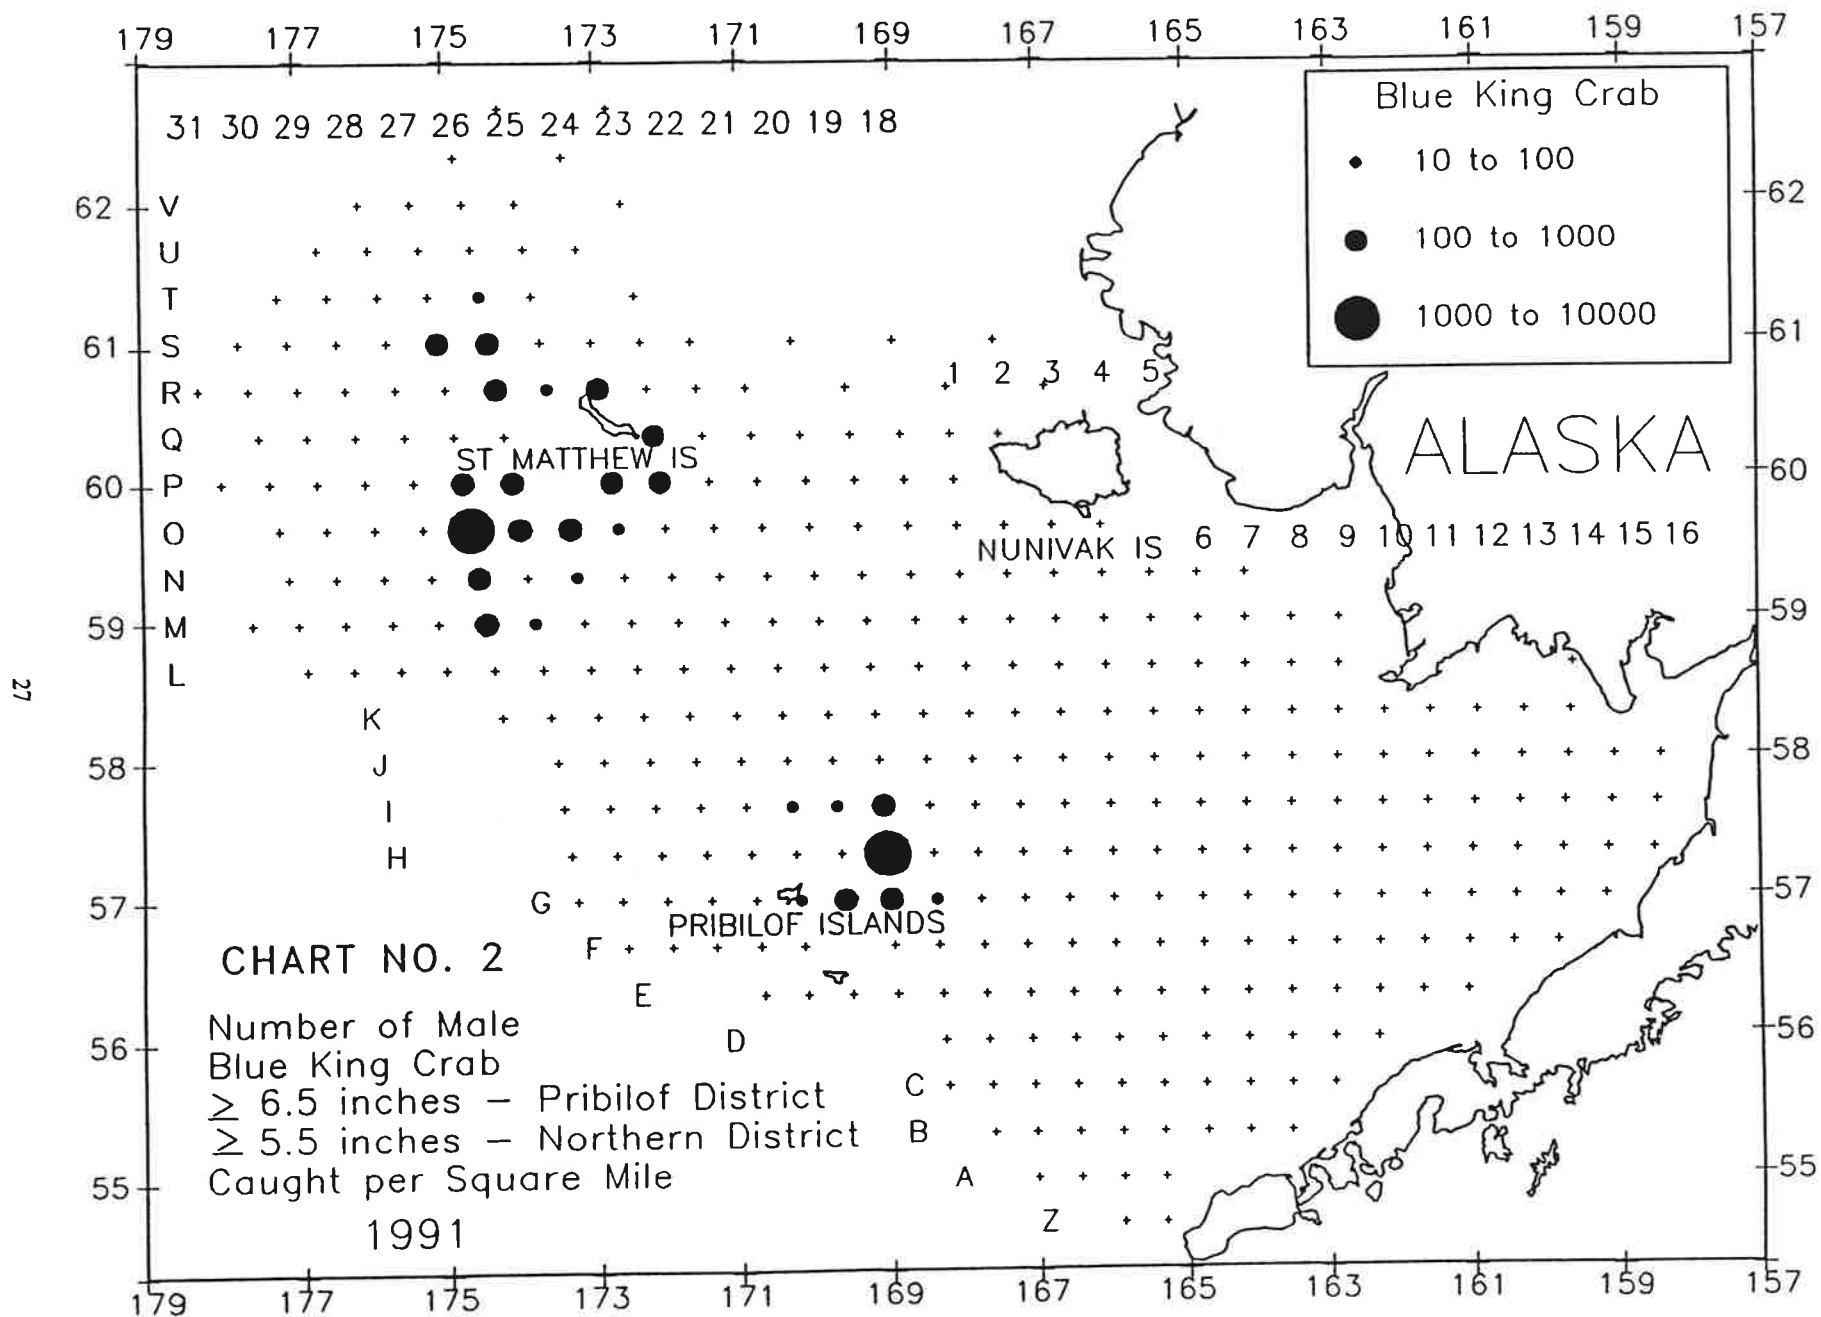 179 177 175 173 171 169 167 165 163 161 159 157
Blue King Crab
10 to 100
100 to 1000
1000 to 10000
31 30 29 28 27 26 25 24 23 22 21 20 19 18
62 V 62
U
T
61 S 61
1 2 3 4 5
R
Q
ALASKA
ST MATTHEW IS
60 P 60
O
6 7 8 9 10 11 12 13 14 15 16
NUNIVAK IS
N
59 M 59
L
K
J
58 58
I
H
G
57 57
PRIBILOF ISLANDS
F
E
D
56 56
C
B
A
55 55
Z
CHART NO. 2
Number of Male
Blue King Crab
≥ 6.5 inches – Pribilof District
≥ 5.5 inches – Northern District
Caught per Square Mile
1991
179 177 175 173 171 169 167 165 163 161 159 157
27